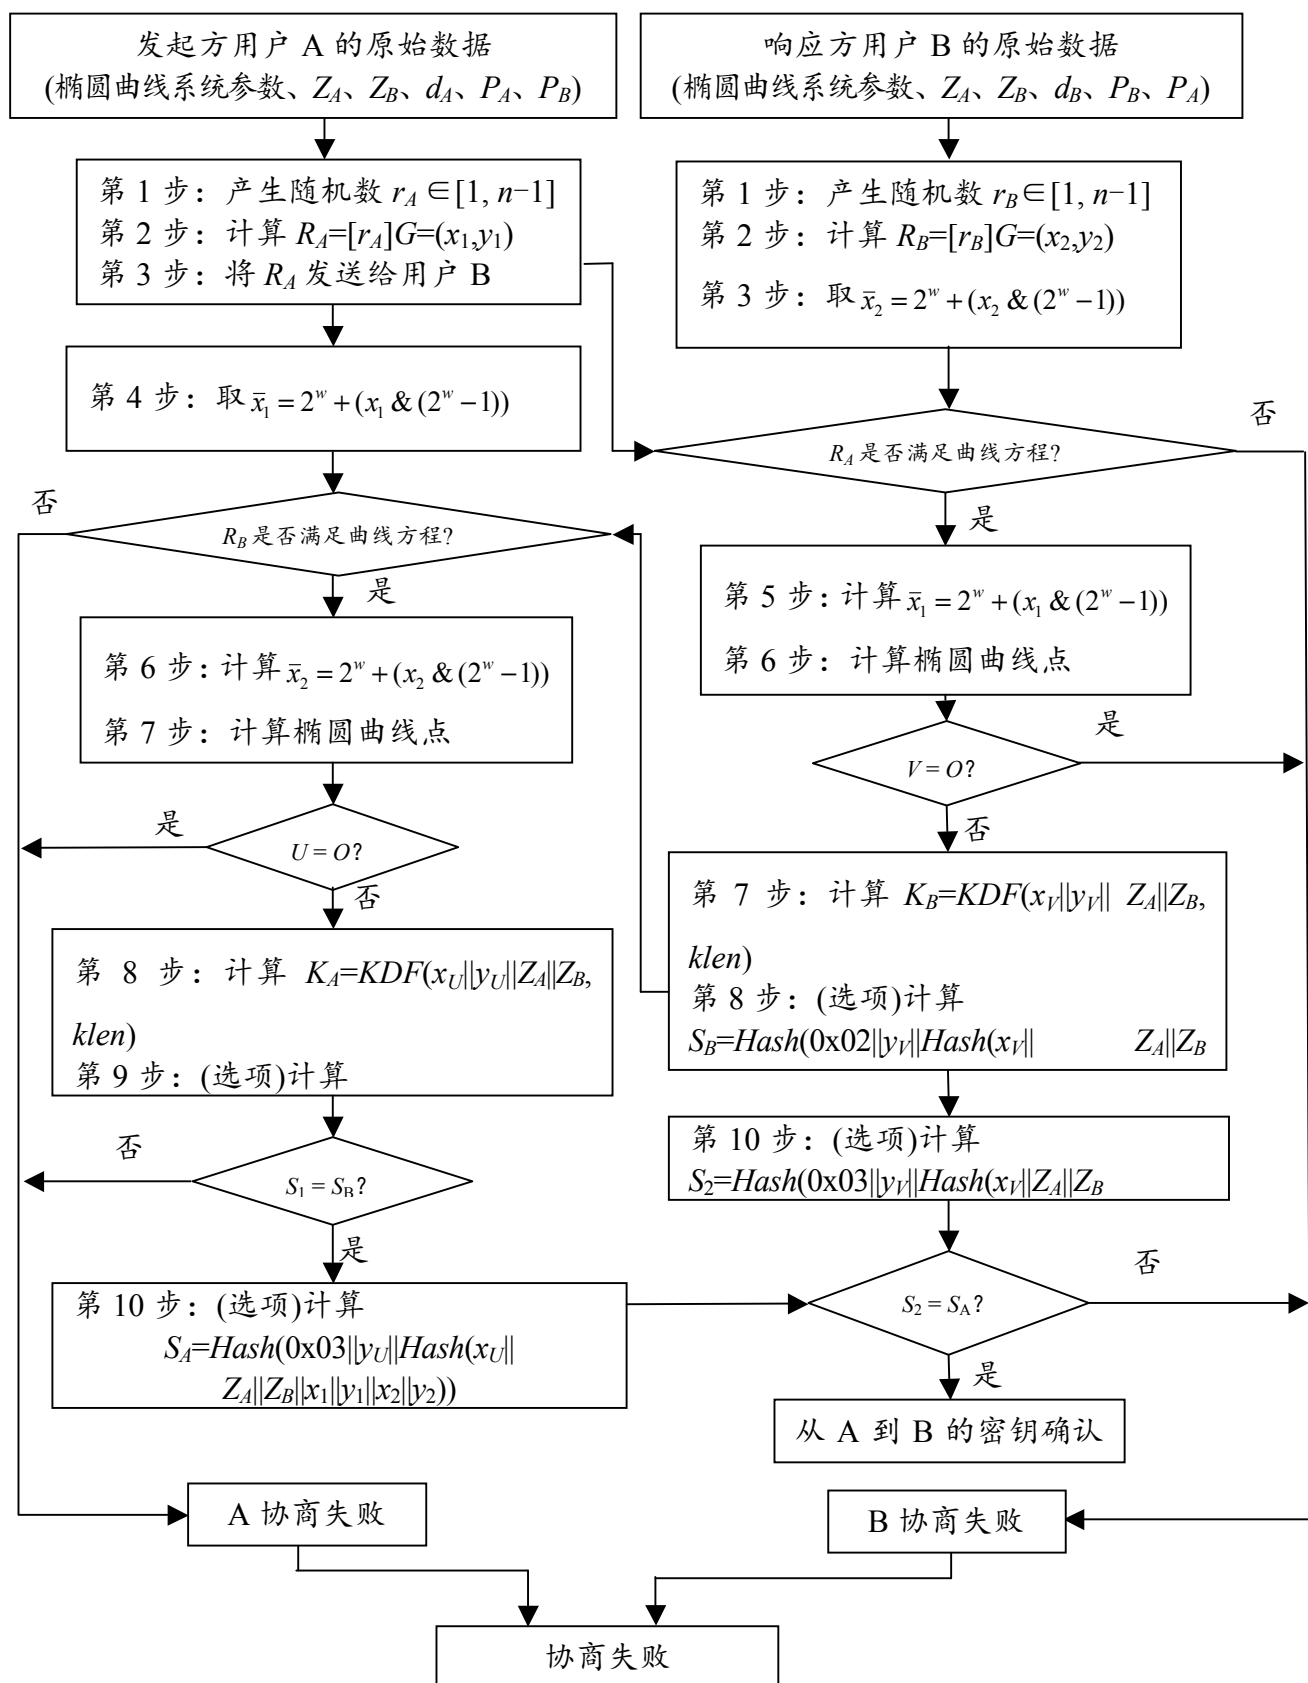 发起方用户 A 的原始数据
(椭圆曲线系统参数、Z_A、Z_B、d_A、P_A、P_B)
响应方用户 B 的原始数据
(椭圆曲线系统参数、Z_A、Z_B、d_B、P_B、P_A)
第 1 步：产生随机数 r_A∈[1, n−1]
第 2 步：计算 R_A=[r_A]G=(x_1,y_1)
第 3 步：将 R_A 发送给用户 B
第 1 步：产生随机数 r_B∈[1, n−1]
第 2 步：计算 R_B=[r_B]G=(x_2,y_2)
第 3 步：取 x̄_2 = 2^w + (x_2 & (2^w −1))
第 4 步：取 x̄_1 = 2^w + (x_1 & (2^w −1))
R_A 是否满足曲线方程?
否
是
R_B 是否满足曲线方程?
否
是
第 5 步：计算 x̄_1 = 2^w + (x_1 & (2^w −1))
第 6 步：计算椭圆曲线点
第 6 步：计算 x̄_2 = 2^w + (x_2 & (2^w −1))
第 7 步：计算椭圆曲线点
V = O?
是
否
U = O?
是
否
第 7 步：计算 K_B=KDF(x_V||y_V|| Z_A||Z_B,
klen)
第 8 步：(选项)计算
S_B=Hash(0x02||y_V||Hash(x_V|| Z_A||Z_B
第 8 步：计算 K_A=KDF(x_U||y_U||Z_A||Z_B,
klen)
第 9 步：(选项)计算
S_1 = S_B?
否
是
第 10 步：(选项)计算
S_2=Hash(0x03||y_V||Hash(x_V||Z_A||Z_B
第 10 步：(选项)计算
S_A=Hash(0x03||y_U||Hash(x_U||
Z_A||Z_B||x_1||y_1||x_2||y_2))
S_2 = S_A?
否
是
从 A 到 B 的密钥确认
A 协商失败
B 协商失败
协商失败